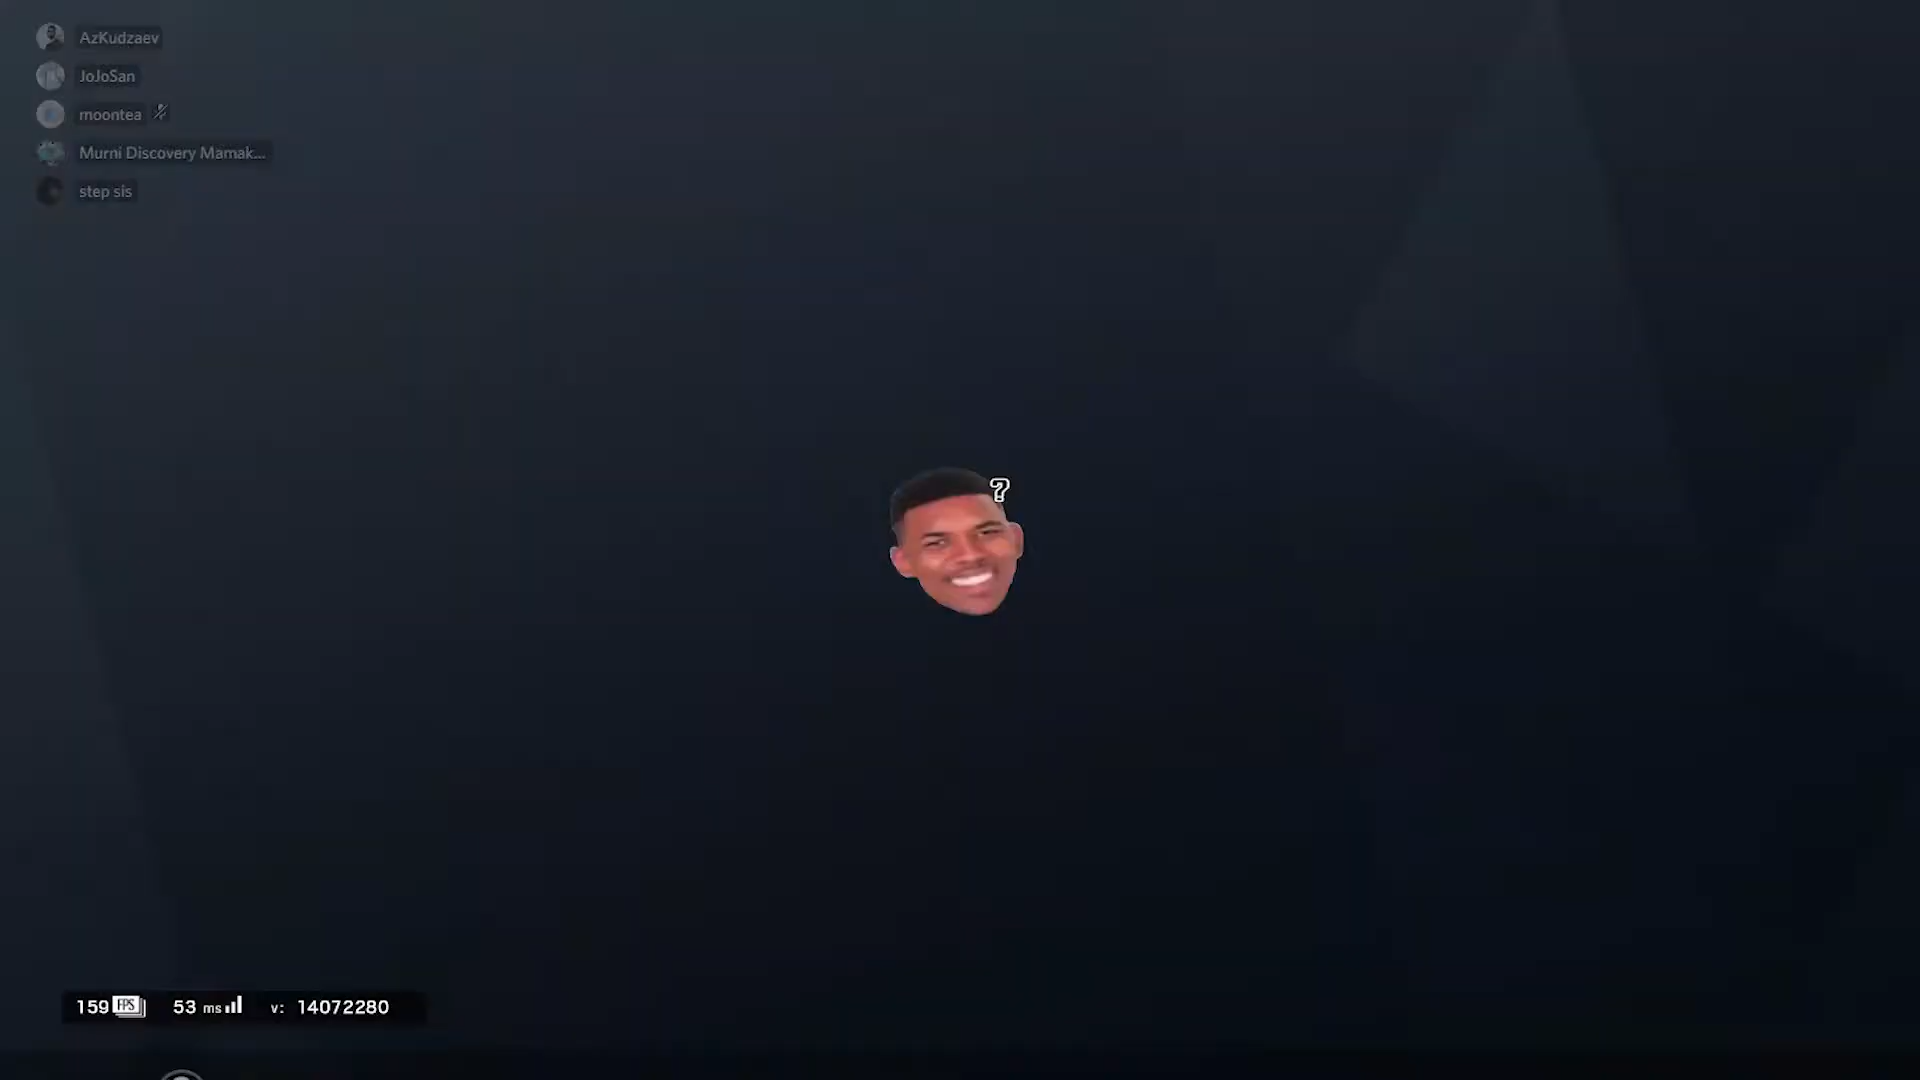 AzKudzaev
JoJoSan
moontea
Murni Discovery Mamak...
step sis
?
159 FPS 53 ms v: 14072280